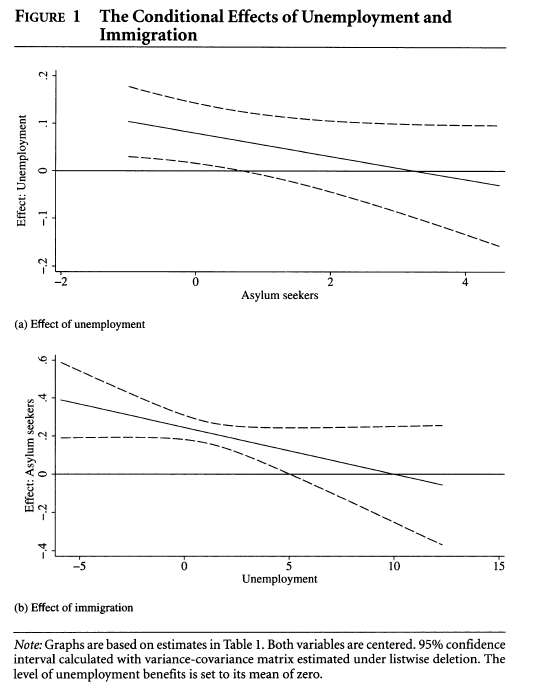 FIGURE 1 The Conditional Effects of Unemployment and
Immigration
.2
.1
0
-.1
-.2
Effect: Unemployment
-2
0
2
4
Asylum seekers
(a) Effect of unemployment
.6
.4
.2
0
-.2
-.4
Effect: Asylum seekers
-5
0
5
10
15
Unemployment
(b) Effect of immigration
Note: Graphs are based on estimates in Table 1. Both variables are centered. 95% confidence
interval calculated with variance-covariance matrix estimated under listwise deletion. The
level of unemployment benefits is set to its mean of zero.